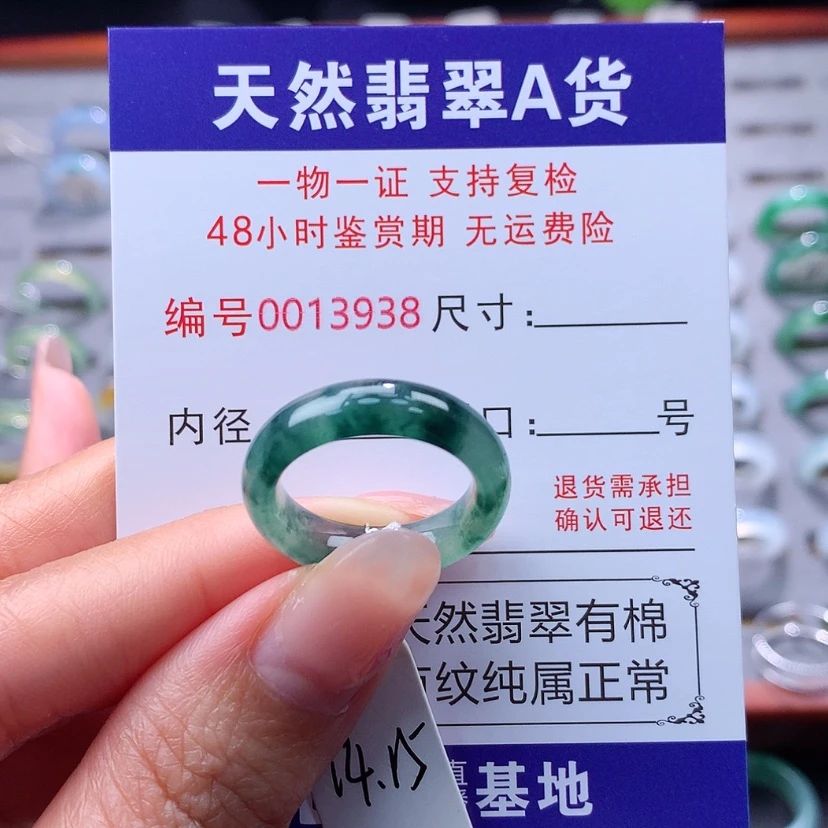 天然翡翠A货
一物一证 支持复检
48小时鉴赏期 无运费险
编号0013938 尺寸:
内径 口: 号
退货需承担
确认可退还
天然翡翠有棉
有纹纯属正常
14.15
基地